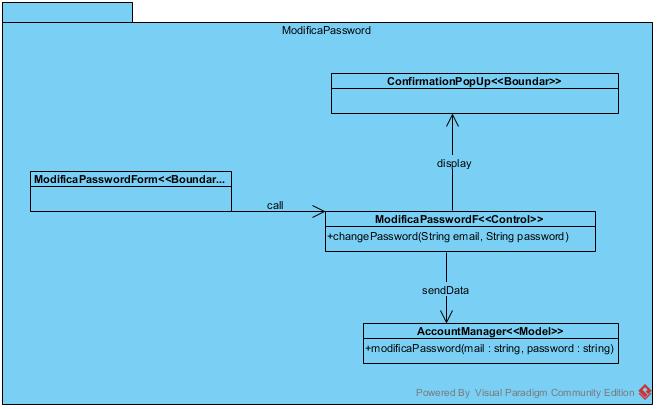 ModificaPassword
ConfirmationPopUp<<Boundar>>
display
ModificaPasswordForm<<Boundar...
call
ModificaPasswordF<<Control>>
+changePassword(String email, String password)
sendData
AccountManager<<Model>>
+modificaPassword(mail : string, password : string)
Powered By Visual Paradigm Community Edition